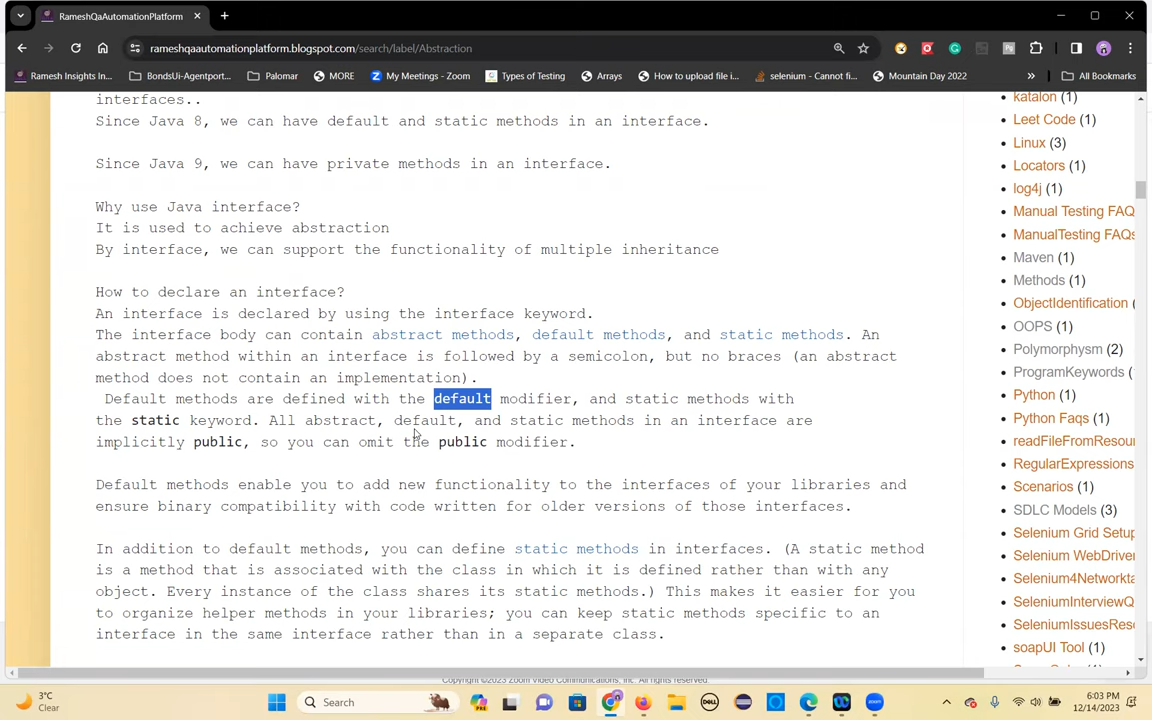 RameshQaAutomationPlatform
rameshqaautomationplatform.blogspot.com/search/label/Abstraction
Ramesh Insights In...
BondsUi-Agentport...
Palomar
MORE
My Meetings - Zoom
Types of Testing
Arrays
How to upload file i...
selenium - Cannot fi...
Mountain Day 2022
All Bookmarks
interfaces..
Since Java 8, we can have default and static methods in an interface.
Since Java 9, we can have private methods in an interface.
Why use Java interface?
It is used to achieve abstraction
By interface, we can support the functionality of multiple inheritance
How to declare an interface?
An interface is declared by using the interface keyword.
The interface body can contain abstract methods, default methods, and static methods. An
abstract method within an interface is followed by a semicolon, but no braces (an abstract
method does not contain an implementation).
Default methods are defined with the default modifier, and static methods with
the static keyword. All abstract, default, and static methods in an interface are
implicitly public, so you can omit the public modifier.
Default methods enable you to add new functionality to the interfaces of your libraries and
ensure binary compatibility with code written for older versions of those interfaces.
In addition to default methods, you can define static methods in interfaces. (A static method
is a method that is associated with the class in which it is defined rather than with any
object. Every instance of the class shares its static methods.) This makes it easier for you
to organize helper methods in your libraries; you can keep static methods specific to an
interface in the same interface rather than in a separate class.
katalon (1)
Leet Code (1)
Linux (3)
Locators (1)
log4j (1)
Manual Testing FAQ
ManualTesting FAQs
Maven (1)
Methods (1)
ObjectIdentification (
OOPS (1)
Polymorphysm (2)
ProgramKeywords (
Python (1)
Python Faqs (1)
readFileFromResou
RegularExpressions
Scenarios (1)
SDLC Models (3)
Selenium Grid Setup
Selenium WebDriver
Selenium4Networkta
SeleniumInterviewQ
SeleniumIssuesReso
soapUI Tool (1)
Copyright ©2023 Zoom Video Communications, Inc. All rights reserved.
3°C
Clear
Search
DELL
zoom
6:03 PM
12/14/2023